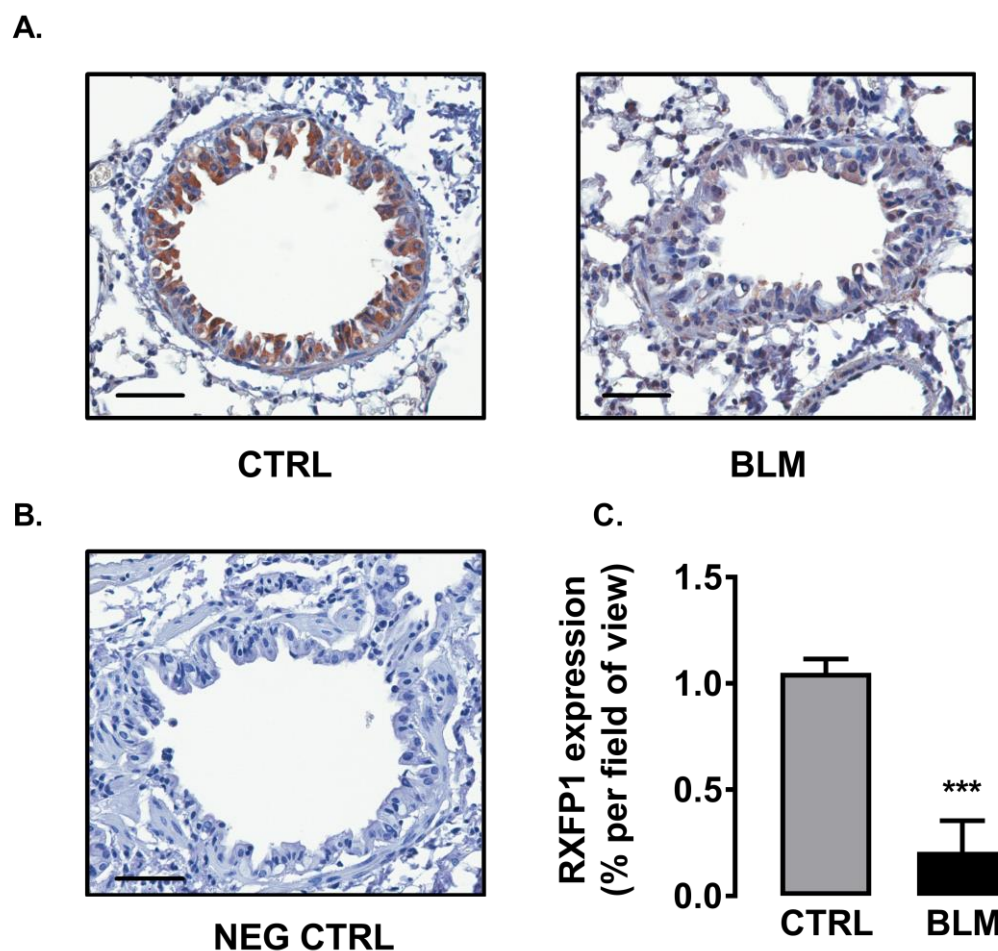 A.
CTRL
BLM
B.
C.
NEG CTRL
RXFP1 expression
(% per field of view)
1.5
1.0
0.5
0.0
***
CTRL
BLM